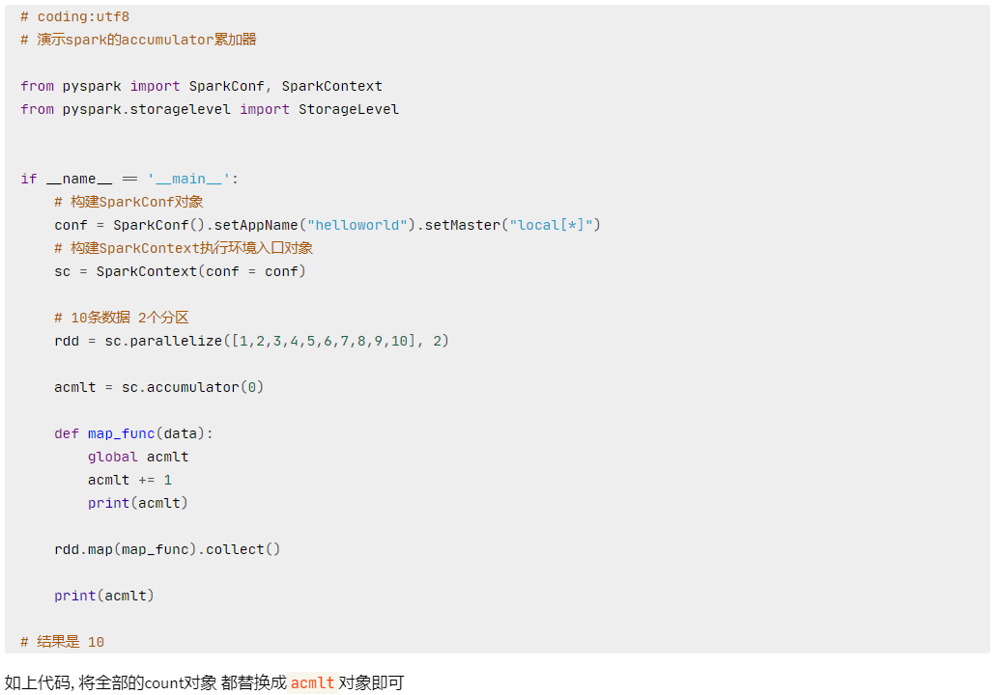 # coding:utf8
# 演示spark的accumulator累加器
from pyspark import SparkConf, SparkContext
from pyspark.storagelevel import StorageLevel
if __name__ == '__main__':
    # 构建SparkConf对象
    conf = SparkConf().setAppName("helloworld").setMaster("local[*]")
    # 构建SparkContext执行环境入口对象
    sc = SparkContext(conf = conf)
    # 10条数据 2个分区
    rdd = sc.parallelize([1,2,3,4,5,6,7,8,9,10], 2)
    acmlt = sc.accumulator(0)
    def map_func(data):
        global acmlt
        acmlt += 1
        print(acmlt)
    rdd.map(map_func).collect()
    print(acmlt)
# 结果是 10
如上代码, 将全部的count对象 都替换成 acmlt 对象即可